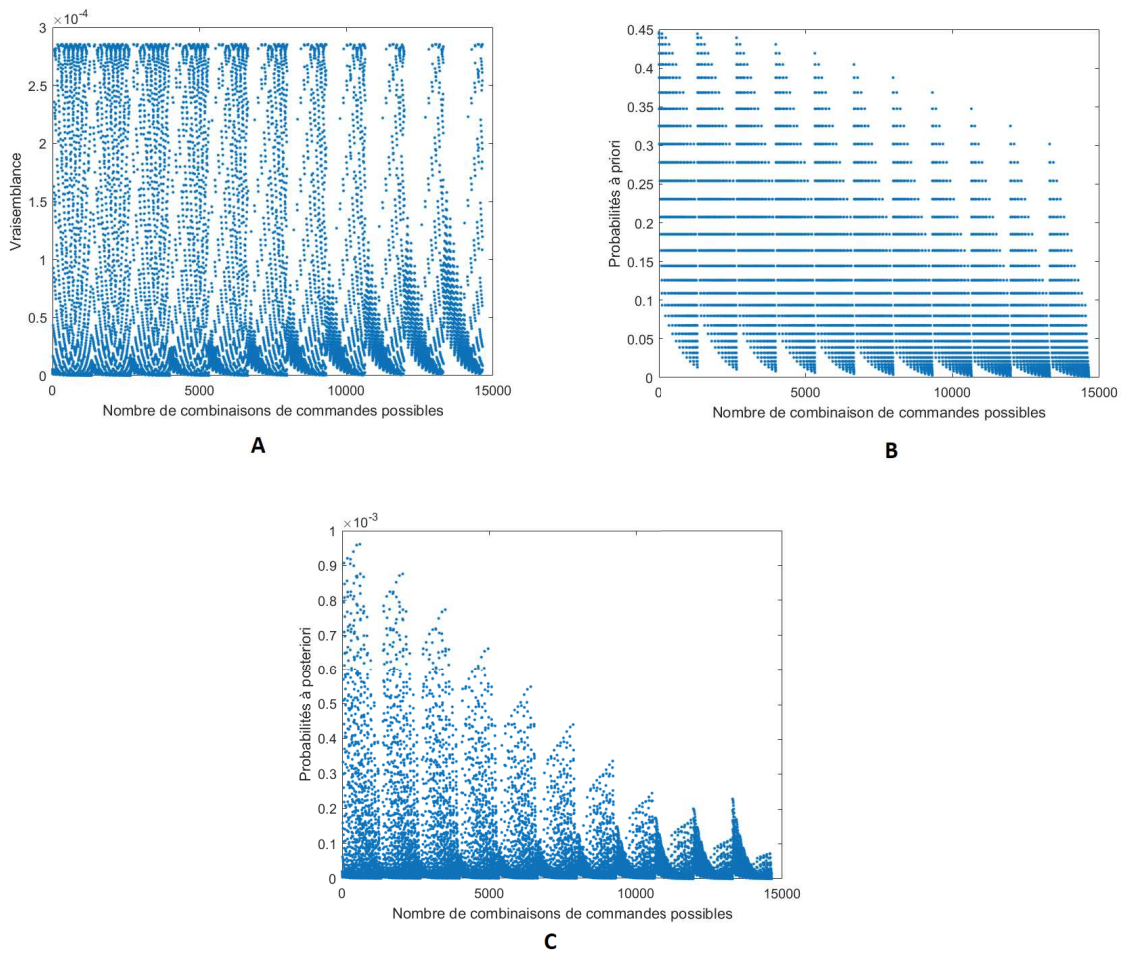 ×10⁻⁴
3
2.5
2
1.5
1
0.5
0
Vraisemblance
0 5000 10000 15000
Nombre de combinaisons de commandes possibles
A
0.45
0.4
0.35
0.3
0.25
0.2
0.15
0.1
0.05
0
Probabilités à priori
0 5000 10000 15000
Nombre de combinaison de commandes possibles
B
×10⁻³
1
0.9
0.8
0.7
0.6
0.5
0.4
0.3
0.2
0.1
0
Probabilités à posteriori
0 5000 10000 15000
Nombre de combinaisons de commandes possibles
C